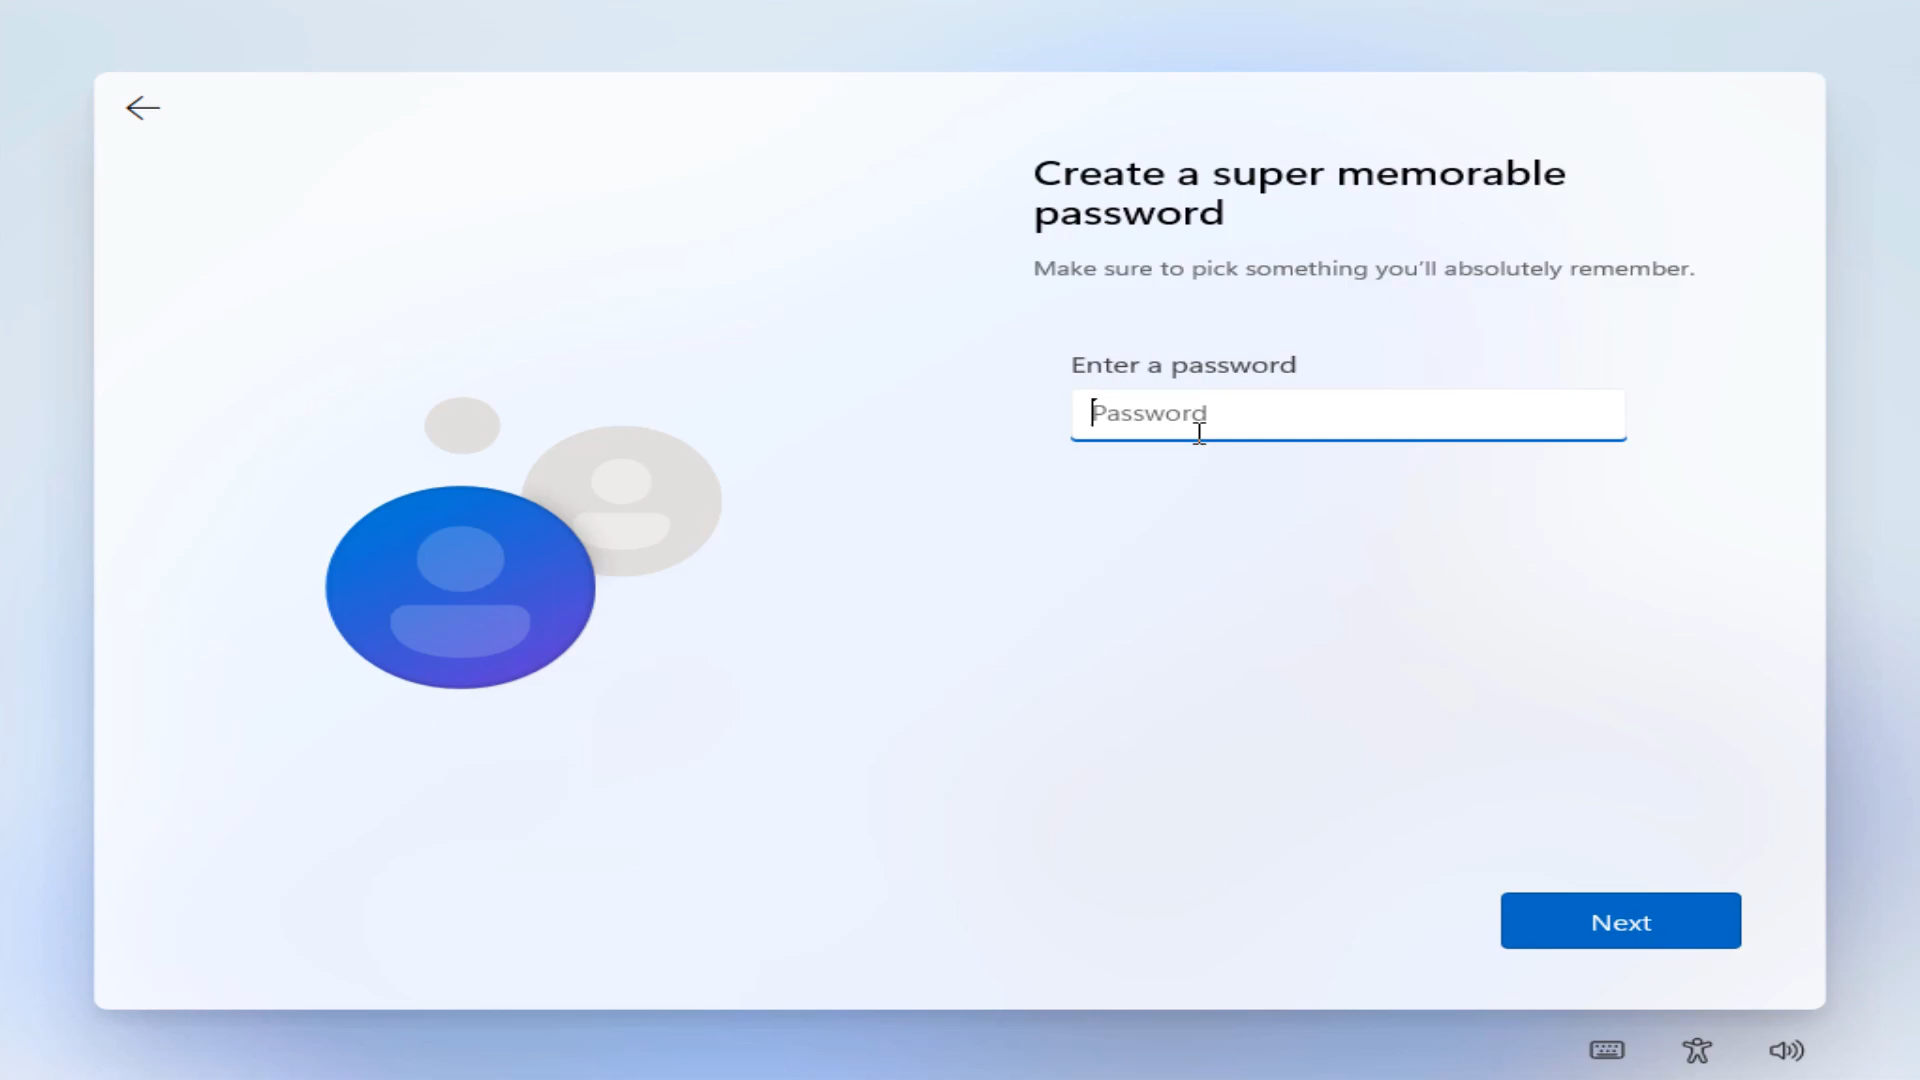 Create a super memorable
password
Make sure to pick something you’ll absolutely remember.
Enter a password
Password
Next